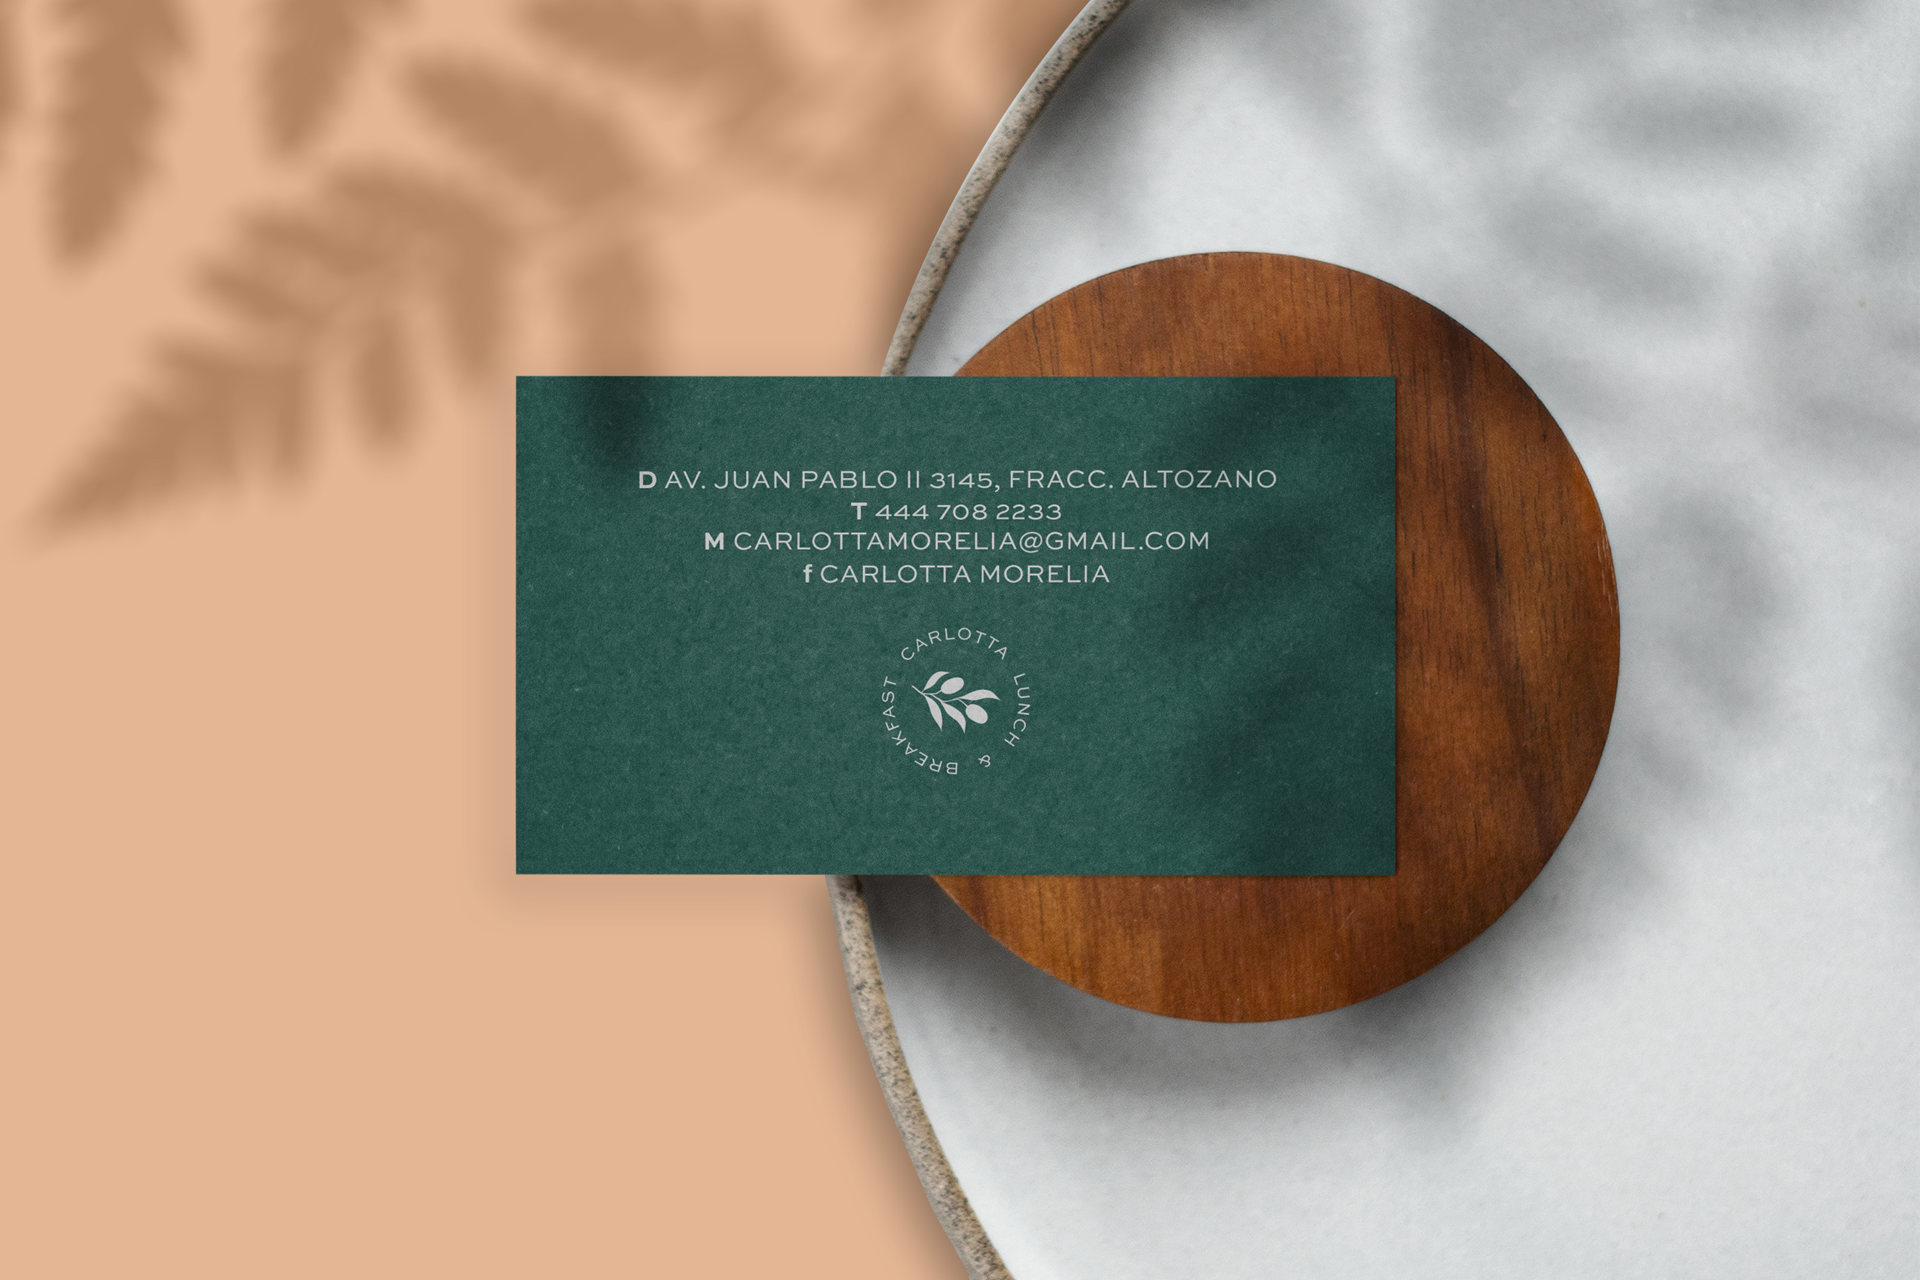 D AV. JUAN PABLO II 3145, FRACC. ALTOZANO
T 444 708 2233
M CARLOTTAMORELIA@GMAIL.COM
f CARLOTTA MORELIA
CARLOTTA LUNCH & BREAKFAST